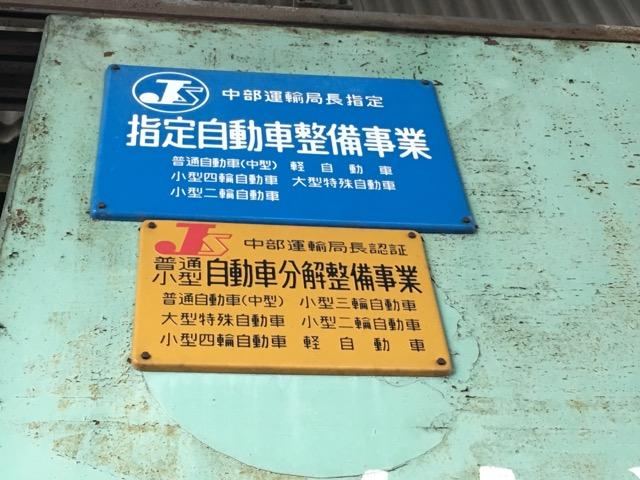 JS 中部運輸局長指定
指定自動車整備事業
普通自動車(中型) 軽自動車
小型四輪自動車 大型特殊自動車
小型二輪自動車
JS 中部運輸局長認証
普通小型自動車分解整備事業
普通自動車(中型) 小型三輪自動車
大型特殊自動車 小型二輪自動車
小型四輪自動車 軽自動車